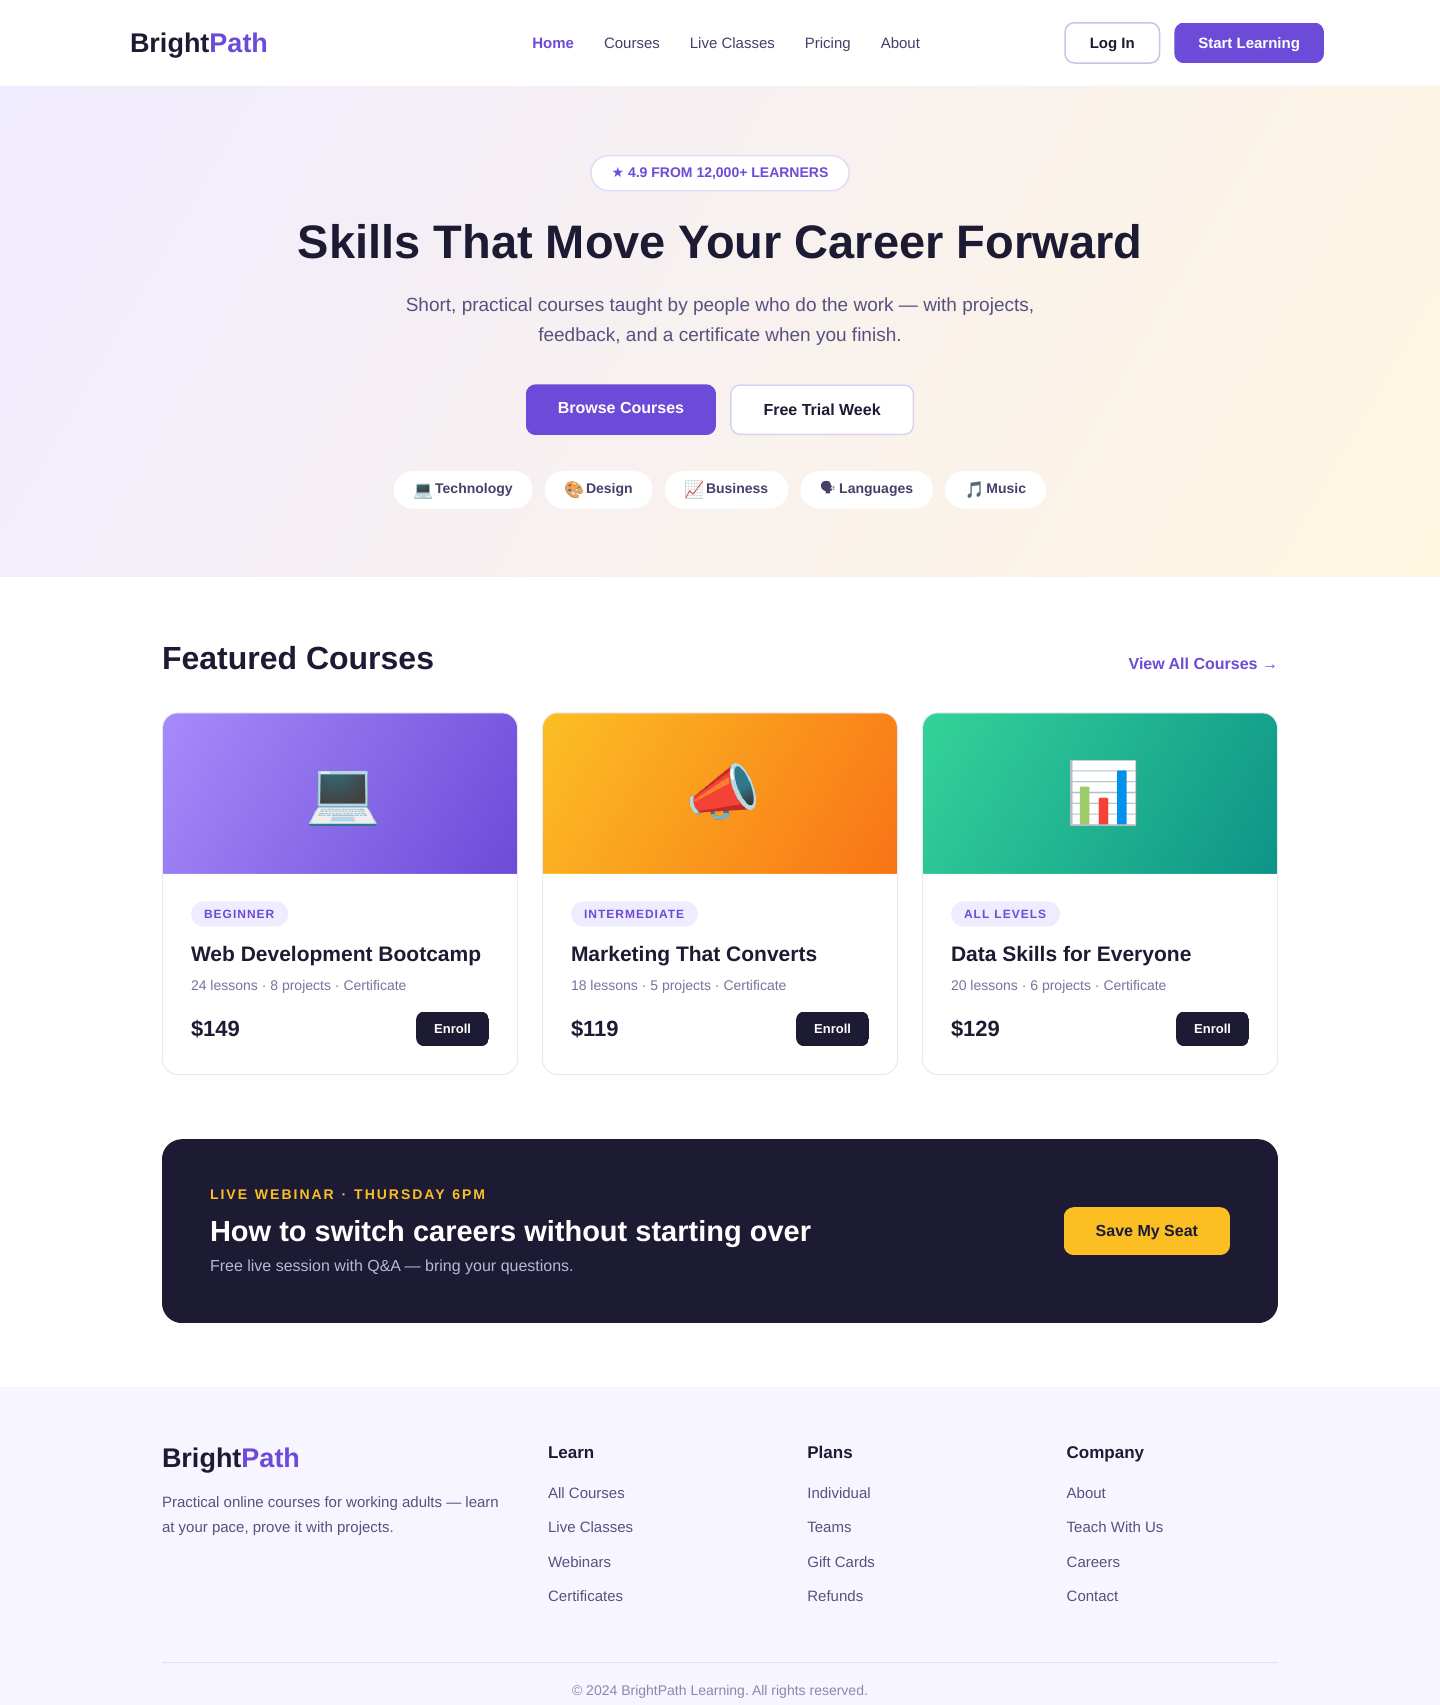 BrightPath
Home Courses Live Classes Pricing About
Log In
Start Learning
★ 4.9 FROM 12,000+ LEARNERS
Skills That Move Your Career Forward
Short, practical courses taught by people who do the work — with projects,
feedback, and a certificate when you finish.
Browse Courses
Free Trial Week
Technology
Design
Business
Languages
Music
Featured Courses
View All Courses →
BEGINNER
Web Development Bootcamp
24 lessons · 8 projects · Certificate
$149
Enroll
INTERMEDIATE
Marketing That Converts
18 lessons · 5 projects · Certificate
$119
Enroll
ALL LEVELS
Data Skills for Everyone
20 lessons · 6 projects · Certificate
$129
Enroll
LIVE WEBINAR · THURSDAY 6PM
How to switch careers without starting over
Free live session with Q&A — bring your questions.
Save My Seat
BrightPath
Practical online courses for working adults — learn
at your pace, prove it with projects.
Learn
All Courses
Live Classes
Webinars
Certificates
Plans
Individual
Teams
Gift Cards
Refunds
Company
About
Teach With Us
Careers
Contact
© 2024 BrightPath Learning. All rights reserved.